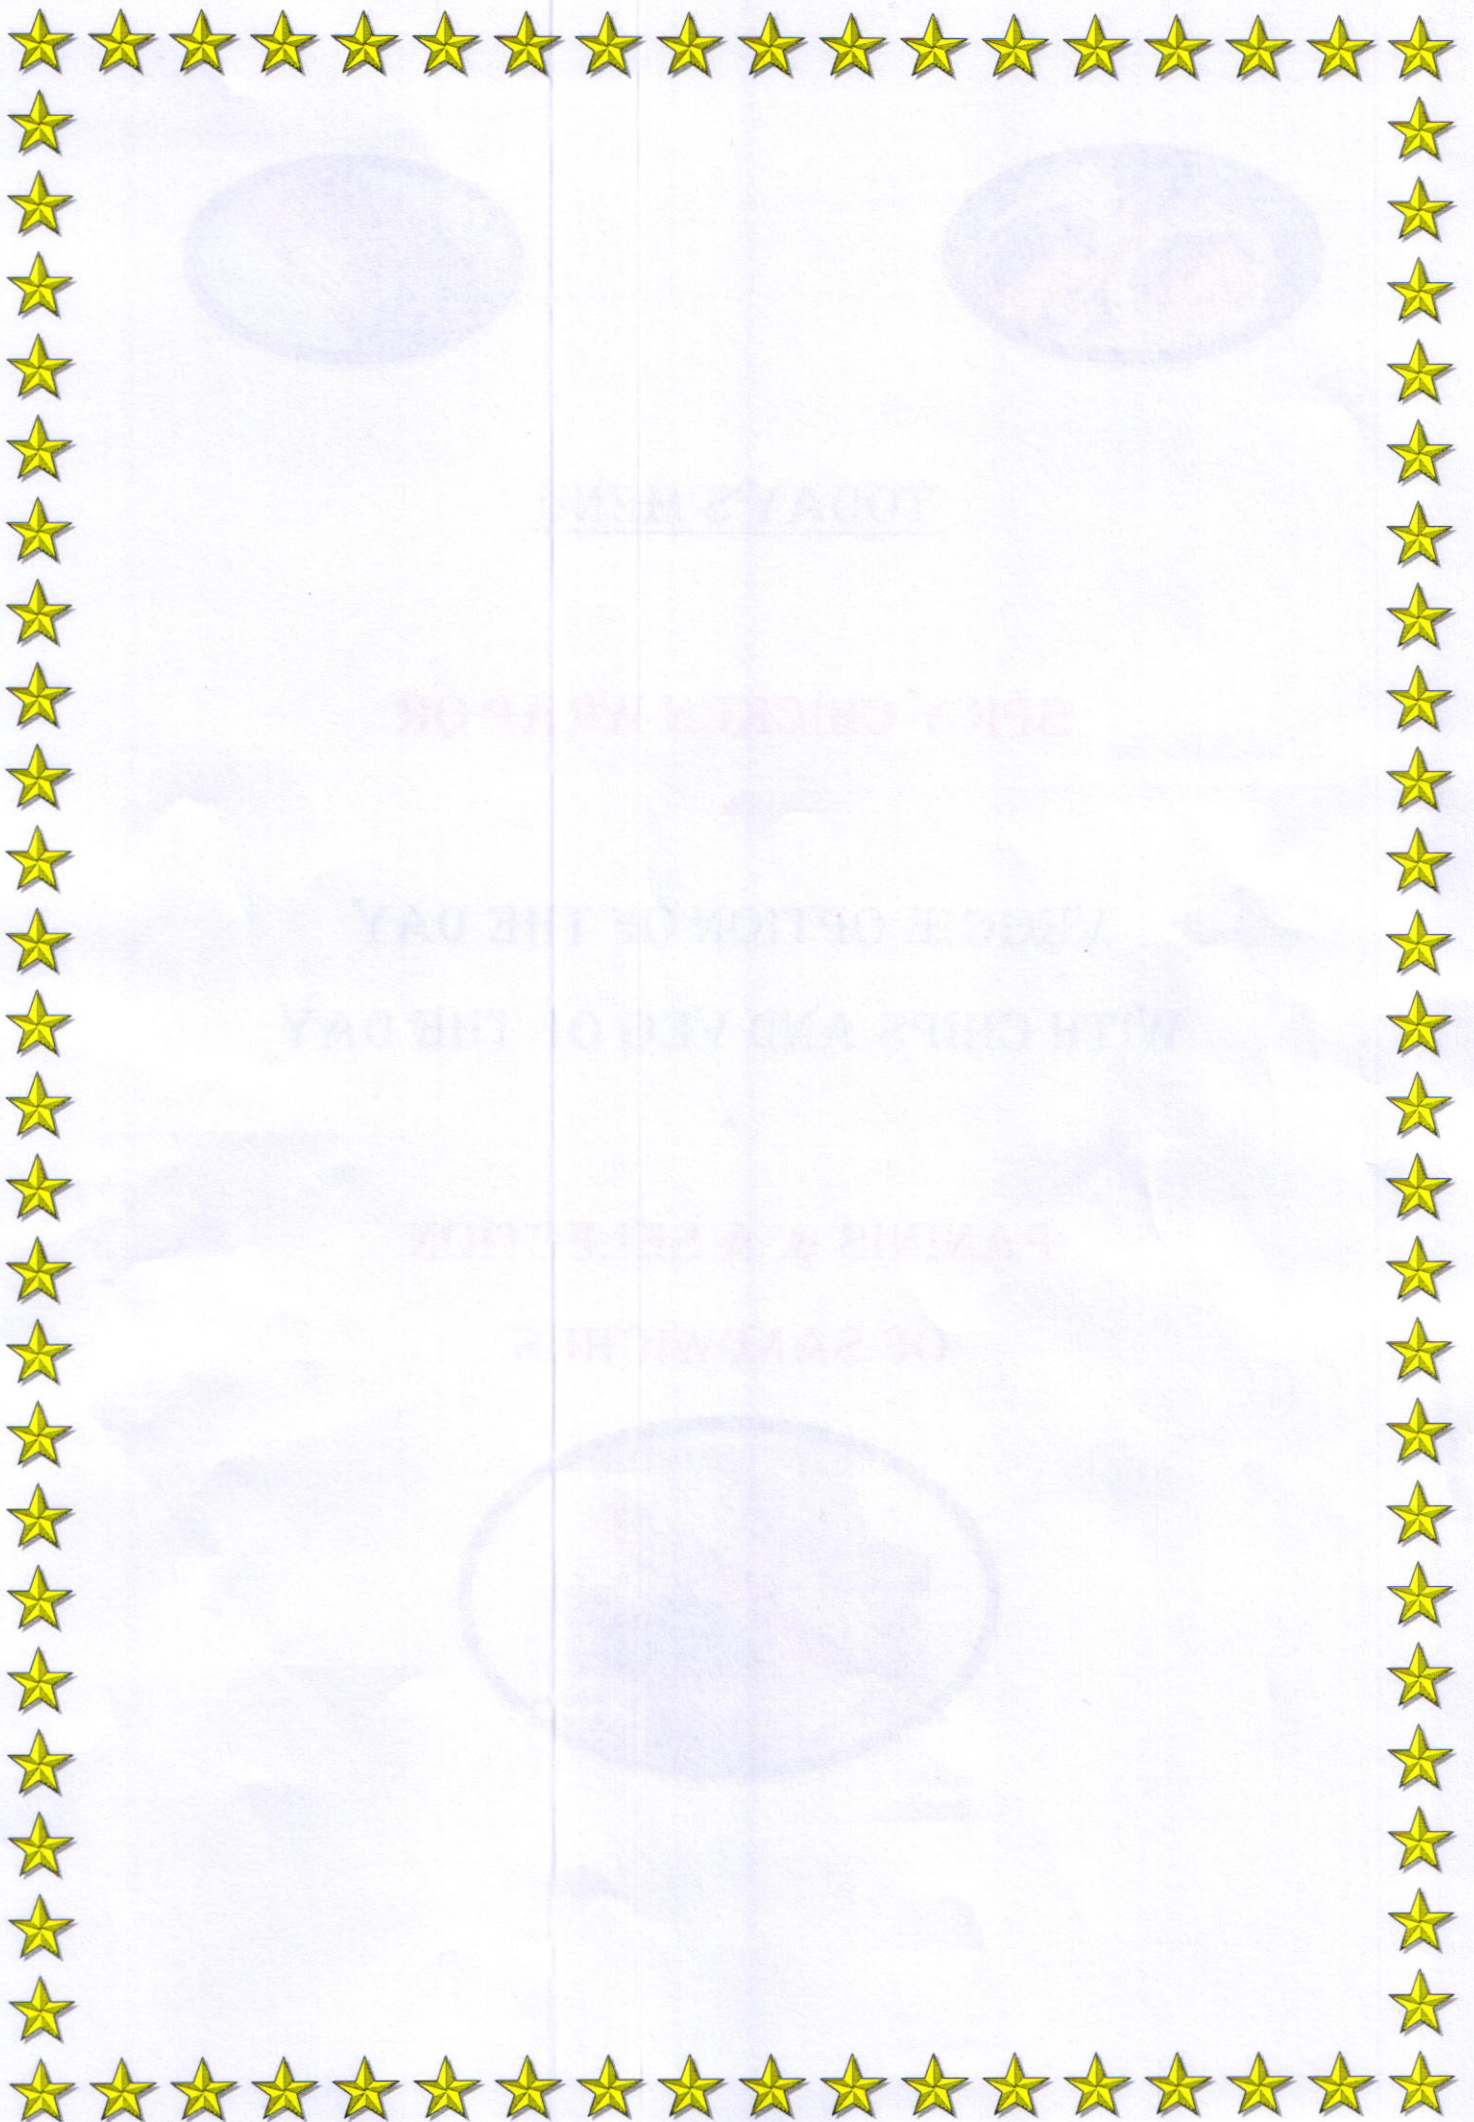 TODAY'S MENU
SPICY CHICKEN WRAP OR
VEGGIE OPTION OF THE DAY
WITH CHIPS AND VEG OF THE DAY
PANINIS & A SELECTION
OF SANDWICHES